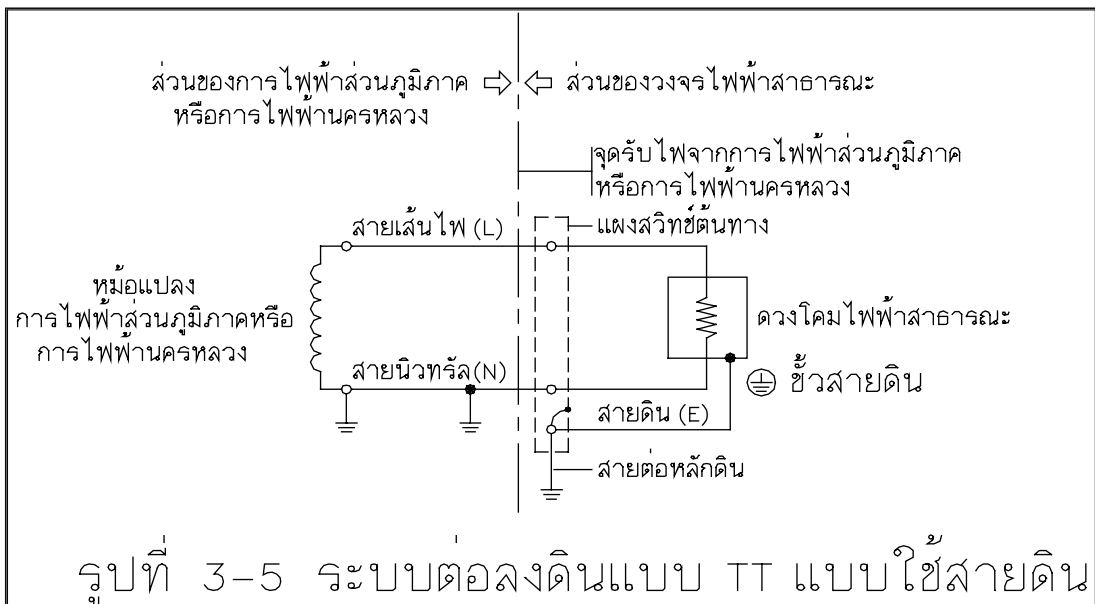 ส่วนของการไฟฟ้าส่วนภูมิภาค
หรือการไฟฟ้านครหลวง
ส่วนของวงจรไฟฟ้าสาธารณะ
จุดรับไฟจากการไฟฟ้าส่วนภูมิภาค
หรือการไฟฟ้านครหลวง
แผงสวิทช์ต้นทาง
สายเส้นไฟ (L)
หม้อแปลง
การไฟฟ้าส่วนภูมิภาคหรือ
การไฟฟ้านครหลวง
ดวงโคมไฟฟ้าสาธารณะ
สายนิวทรัล(N)
ขั้วสายดิน
สายดิน (E)
สายต่อหลักดิน
รูปที่ 3-5 ระบบต่อลงดินแบบ TT แบบใช้สายดิน